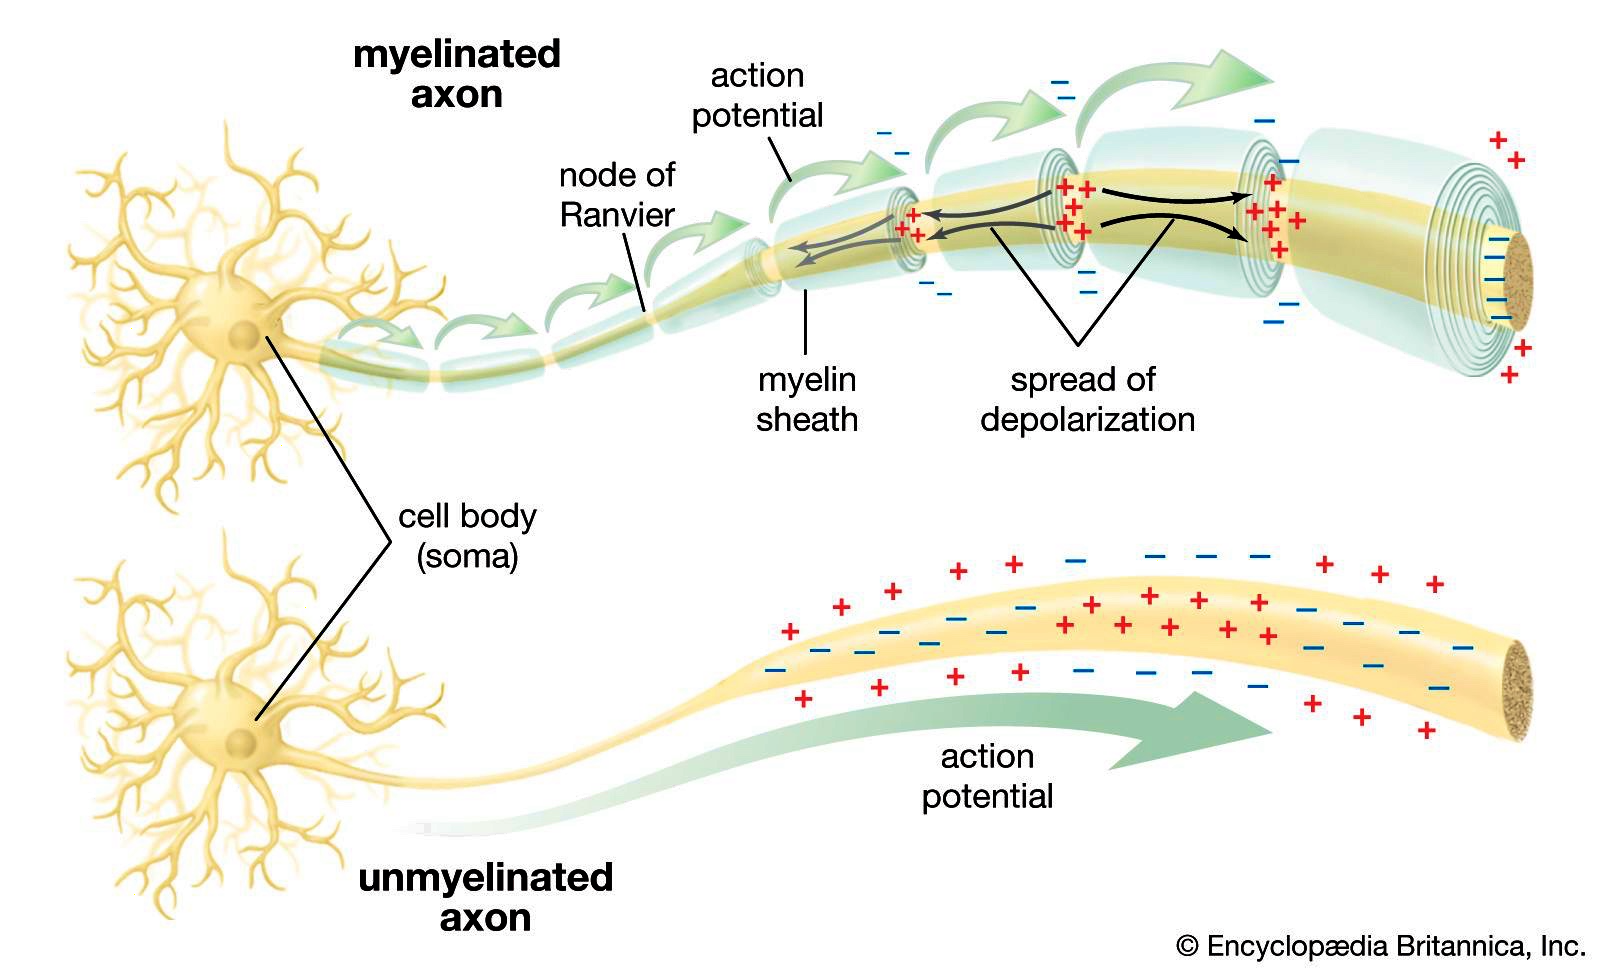 myelinated
axon
action
potential
node of
Ranvier
myelin
sheath
spread of
depolarization
cell body
(soma)
action
potential
unmyelinated
axon
© Encyclopædia Britannica, Inc.